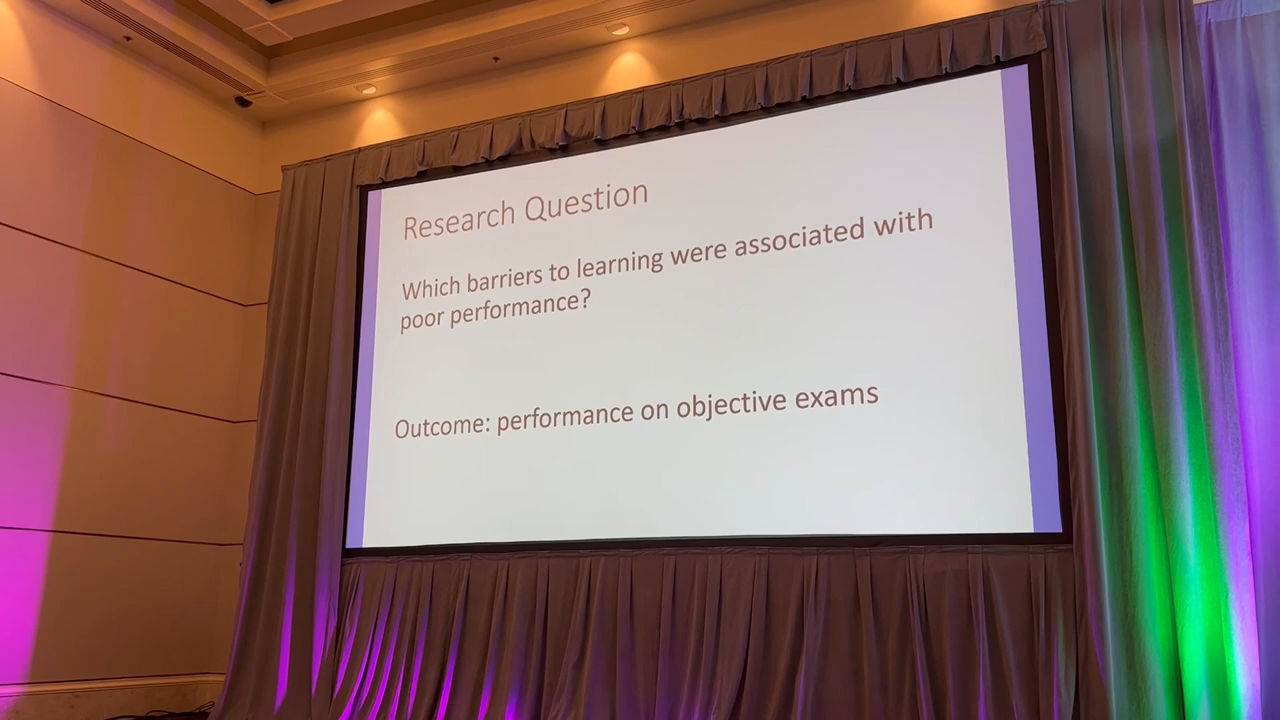 Research Question
Which barriers to learning were associated with
poor performance?
Outcome: performance on objective exams